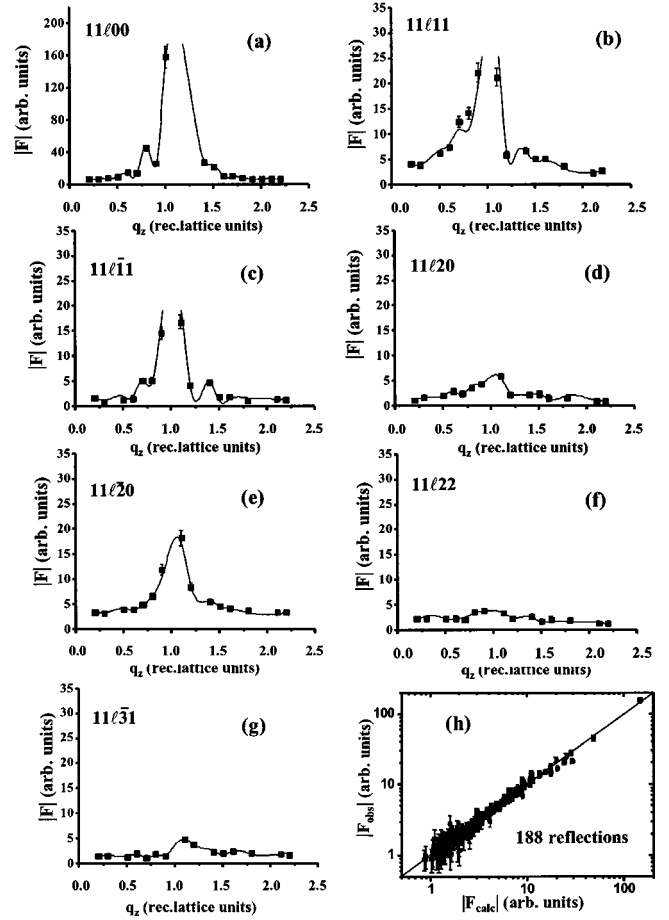 11ℓ00
(a)
|F| (arb. units)
200
160
120
80
40
0.0 0.5 1.0 1.5 2.0 2.5
q_z (rec.lattice units)
11ℓ11
(b)
|F| (arb. units)
35
30
25
20
15
10
5
0
0.0 0.5 1.0 1.5 2.0 2.5
q_z (rec.lattice units)
11ℓ1̄1
(c)
|F| (arb. units)
35
30
25
20
15
10
5
0
0.0 0.5 1.0 1.5 2.0 2.5
q_z (rec.lattice units)
11ℓ20
(d)
|F| (arb. units)
35
30
25
20
15
10
5
0
0.0 0.5 1.0 1.5 2.0 2.5
q_z (rec.lattice units)
11ℓ2̄0
(e)
|F| (arb. units)
35
30
25
20
15
10
5
0
0.0 0.5 1.0 1.5 2.0 2.5
q_z (rec.lattice units)
11ℓ22
(f)
|F| (arb. units)
35
30
25
20
15
10
5
0
0.0 0.5 1.0 1.5 2.0 2.5
q_z (rec.lattice units)
11ℓ3̄1
(g)
|F| (arb. units)
35
30
25
20
15
10
5
0
0.0 0.5 1.0 1.5 2.0 2.5
q_z (rec.lattice units)
(h)
|F_obs| (arb. units)
100
10
1
188 reflections
1 10 100
|F_calc| (arb. units)